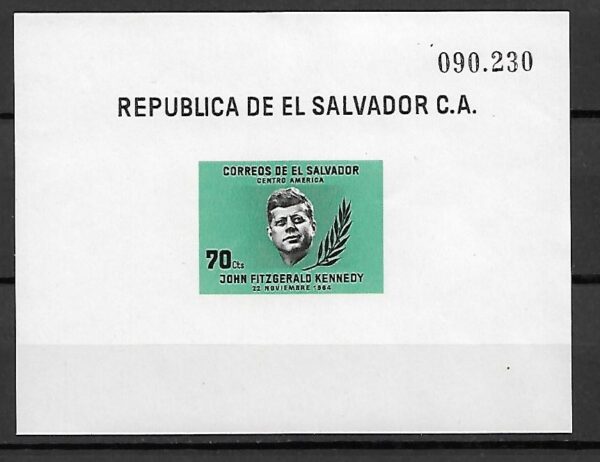 090.230
REPUBLICA DE EL SALVADOR C.A.
CORREOS DE EL SALVADOR
CENTRO AMERICA
70 Cts
JOHN FITZGERALD KENNEDY
22 NOVIEMBRE 1964